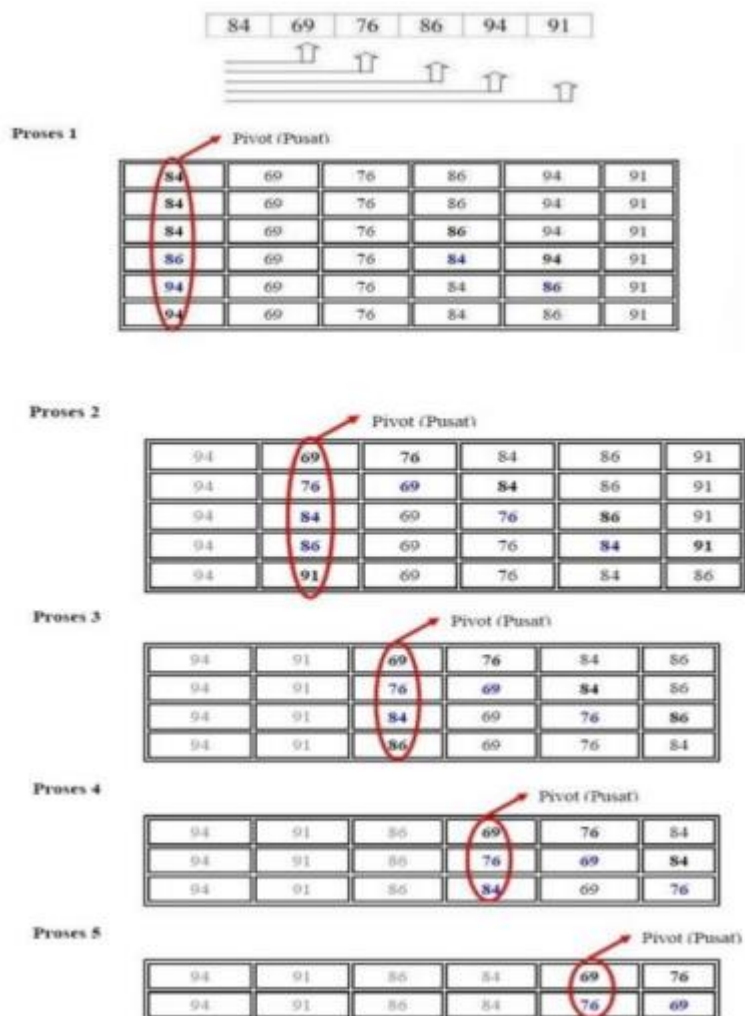 84 69 76 86 94 91
Proses 1
Pivot (Pusat)
84 69 76 86 94 91
84 69 76 86 94 91
84 69 76 86 94 91
86 69 76 84 94 91
94 69 76 84 86 91
94 69 76 84 86 91
Proses 2
Pivot (Pusat)
94 69 76 84 86 91
94 76 69 84 86 91
94 84 69 76 86 91
94 86 69 76 84 91
94 91 69 76 84 86
Proses 3
Pivot (Pusat)
94 91 69 76 84 86
94 91 76 69 84 86
94 91 84 69 76 86
94 91 86 69 76 84
Proses 4
Pivot (Pusat)
94 91 86 69 76 84
94 91 86 76 69 84
94 91 86 84 69 76
Proses 5
Pivot (Pusat)
94 91 86 84 69 76
94 91 86 84 76 69